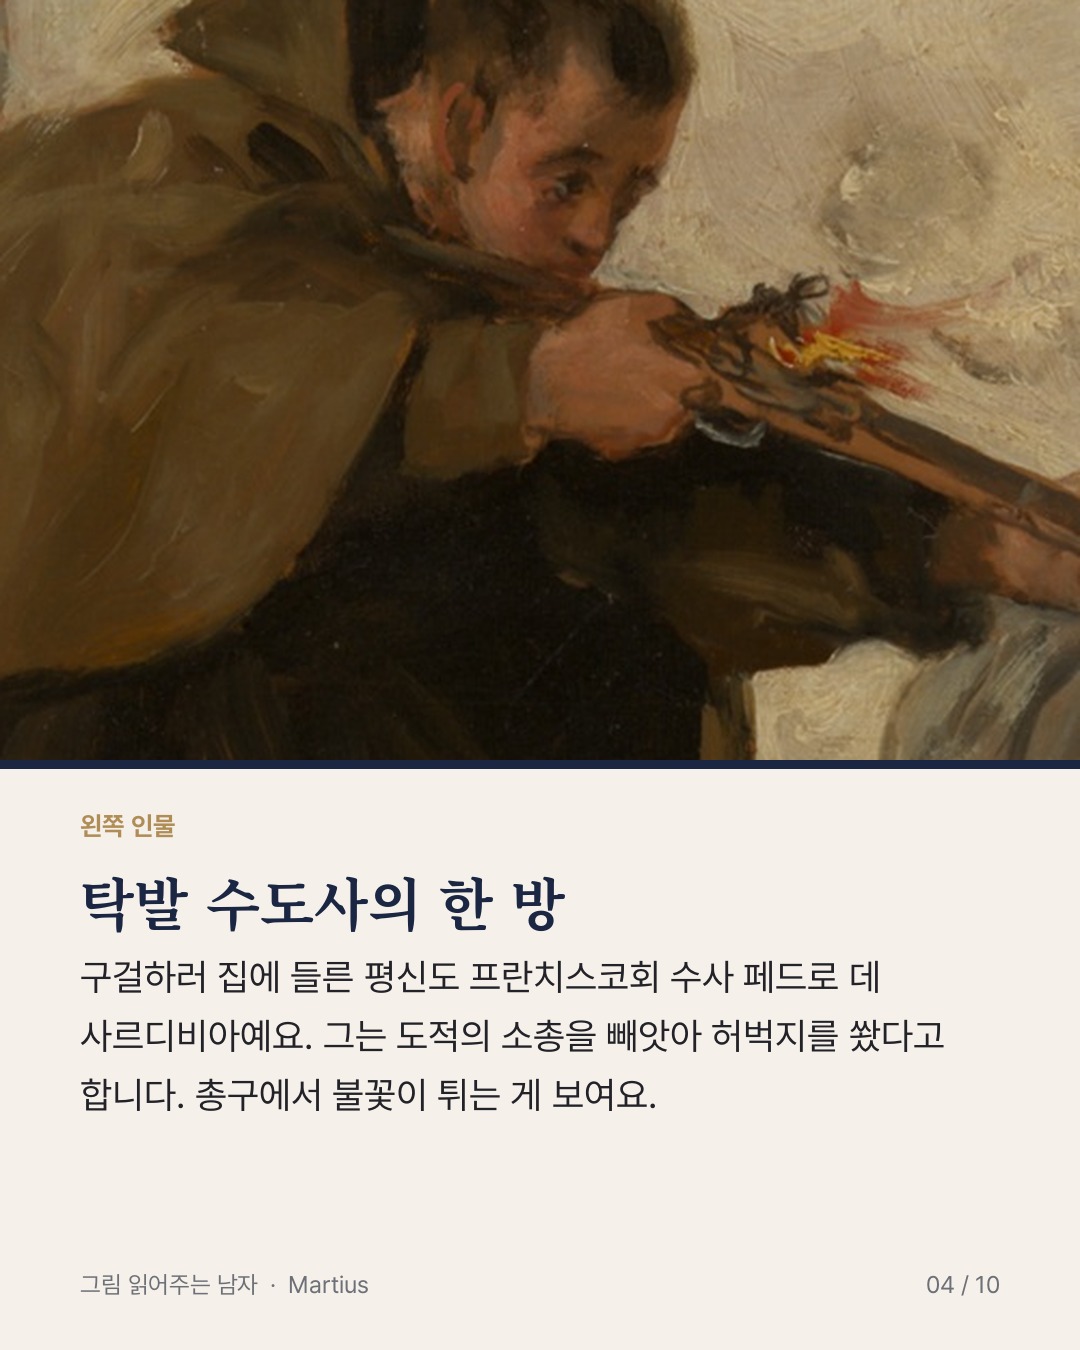 왼쪽 인물
탁발 수도사의 한 방
구걸하러 집에 들른 평신도 프란치스코회 수사 페드로 데
사르디비아예요. 그는 도적의 소총을 빼앗아 허벅지를 쐈다고
합니다. 총구에서 불꽃이 튀는 게 보여요.
그림 읽어주는 남자 · Martius
04 / 10